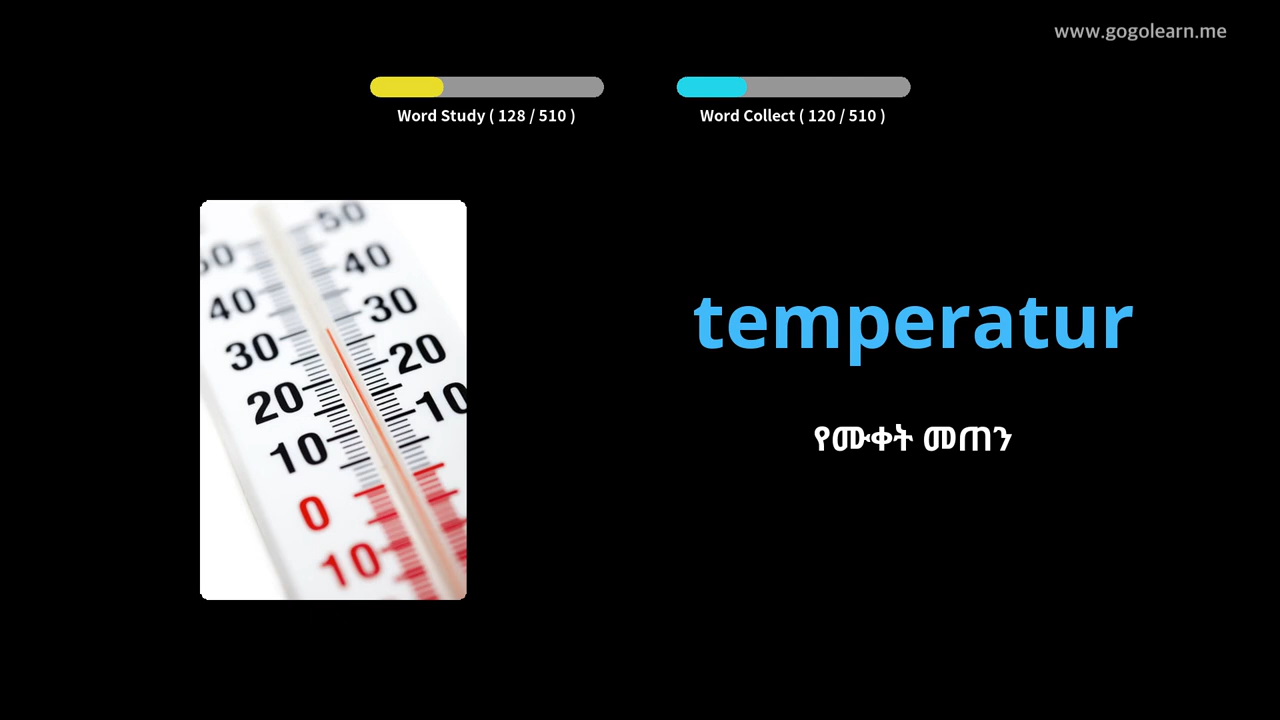 www.gogolearn.me
Word Study ( 128 / 510 )
Word Collect ( 120 / 510 )
50
50
40
40
30
30
20
20
10
10
0
10
temperatur
የሙቀት መጠን